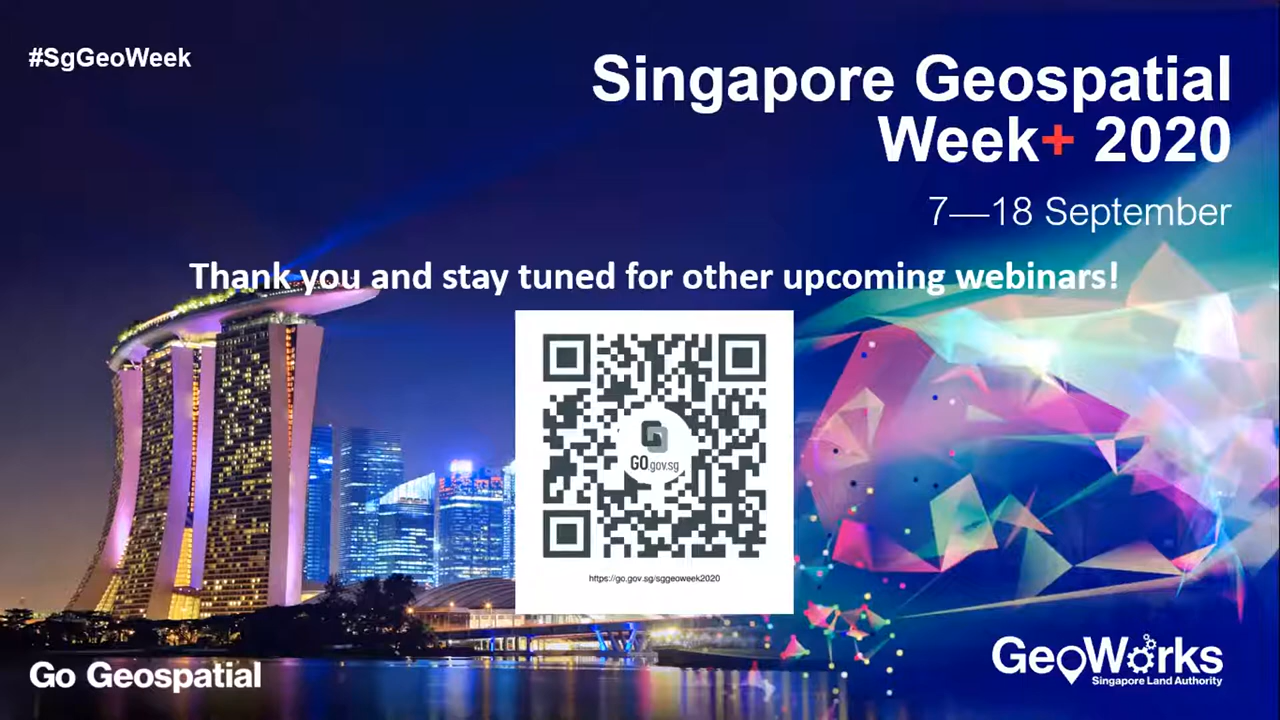 #SgGeoWeek
Singapore Geospatial
Week+ 2020
7—18 September
Thank you and stay tuned for other upcoming webinars!
GO.gov.sg
https://go.gov.sg/sggeoweek2020
Go Geospatial
GeoWorks
Singapore Land Authority